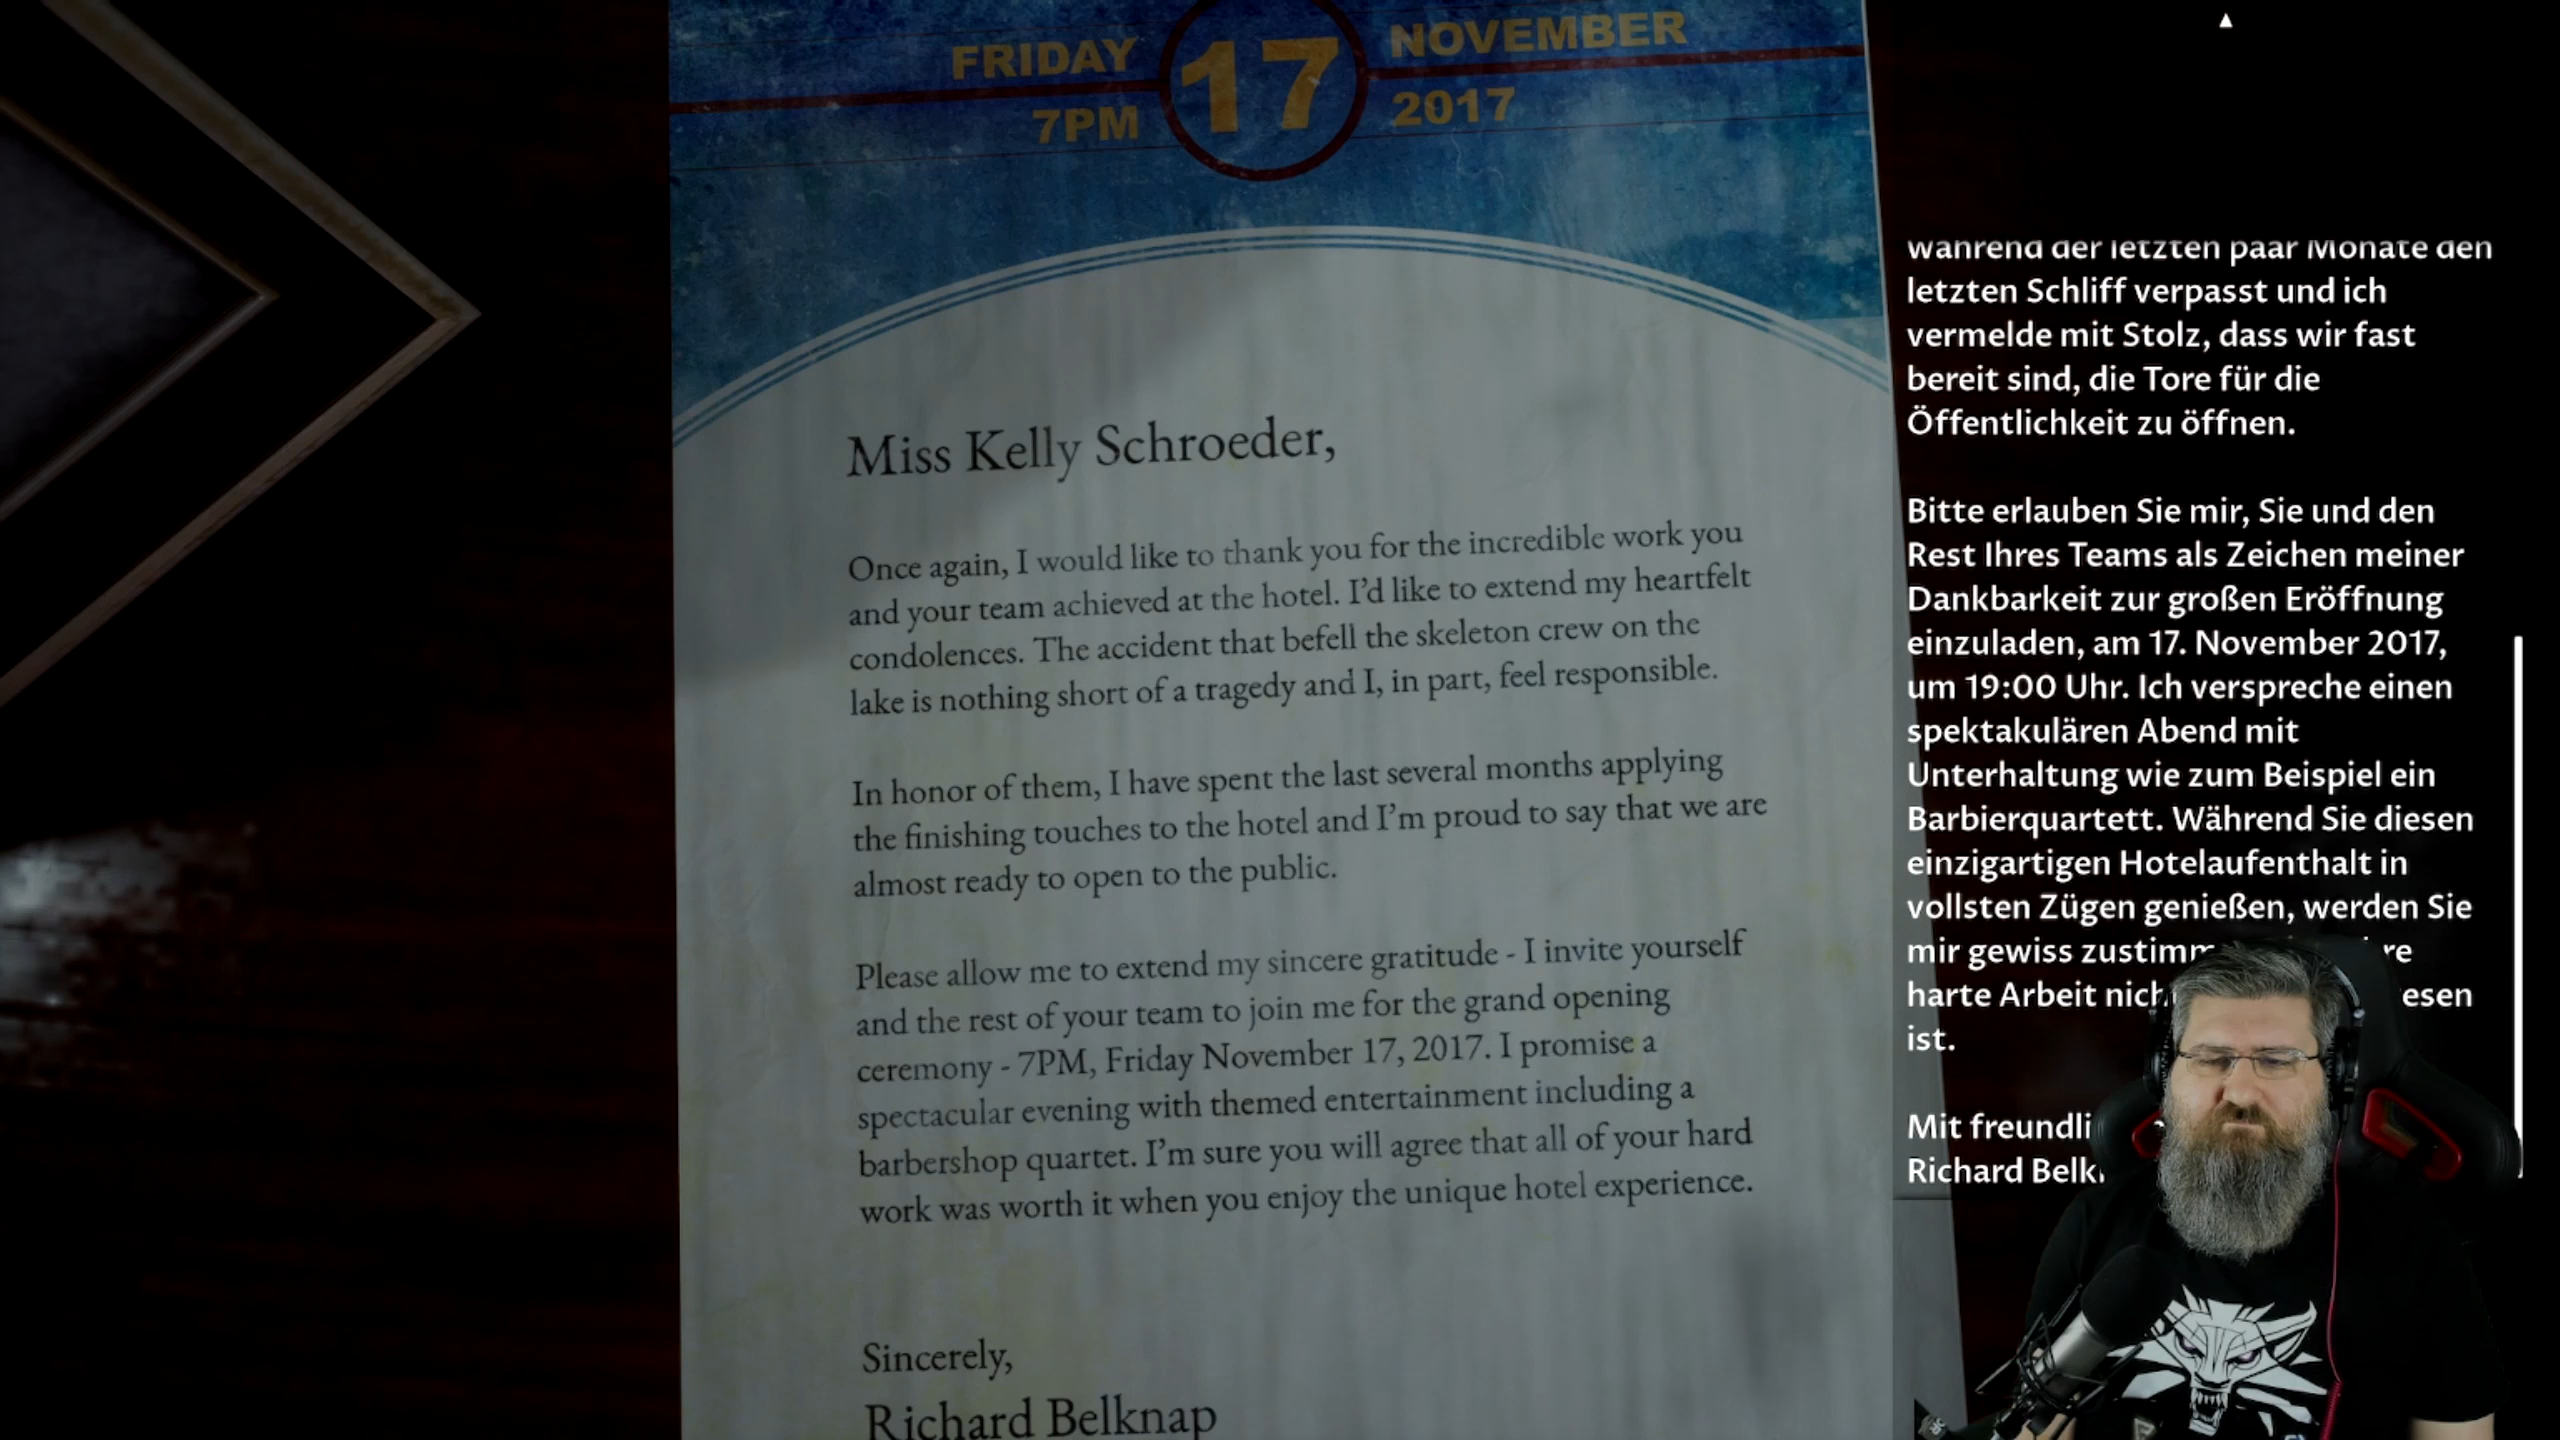 FRIDAY 17 NOVEMBER
7PM 2017
Miss Kelly Schroeder,
Once again, I would like to thank you for the incredible work you
and your team achieved at the hotel. I'd like to extend my heartfelt
condolences. The accident that befell the skeleton crew on the
lake is nothing short of a tragedy and I, in part, feel responsible.
In honor of them, I have spent the last several months applying
the finishing touches to the hotel and I'm proud to say that we are
almost ready to open to the public.
Please allow me to extend my sincere gratitude - I invite yourself
and the rest of your team to join me for the grand opening
ceremony - 7PM, Friday November 17, 2017. I promise a
spectacular evening with themed entertainment including a
barbershop quartet. I'm sure you will agree that all of your hard
work was worth it when you enjoy the unique hotel experience.
Sincerely,
Richard Belknap
während der letzten paar Monate den
letzten Schliff verpasst und ich
vermelde mit Stolz, dass wir fast
bereit sind, die Tore für die
Öffentlichkeit zu öffnen.
Bitte erlauben Sie mir, Sie und den
Rest Ihres Teams als Zeichen meiner
Dankbarkeit zur großen Eröffnung
einzuladen, am 17. November 2017,
um 19:00 Uhr. Ich verspreche einen
spektakulären Abend mit
Unterhaltung wie zum Beispiel ein
Barbierquartett. Während Sie diesen
einzigartigen Hotelaufenthalt in
vollsten Zügen genießen, werden Sie
mir gewiss
harte Arbeit
ist.
Mit
Richard